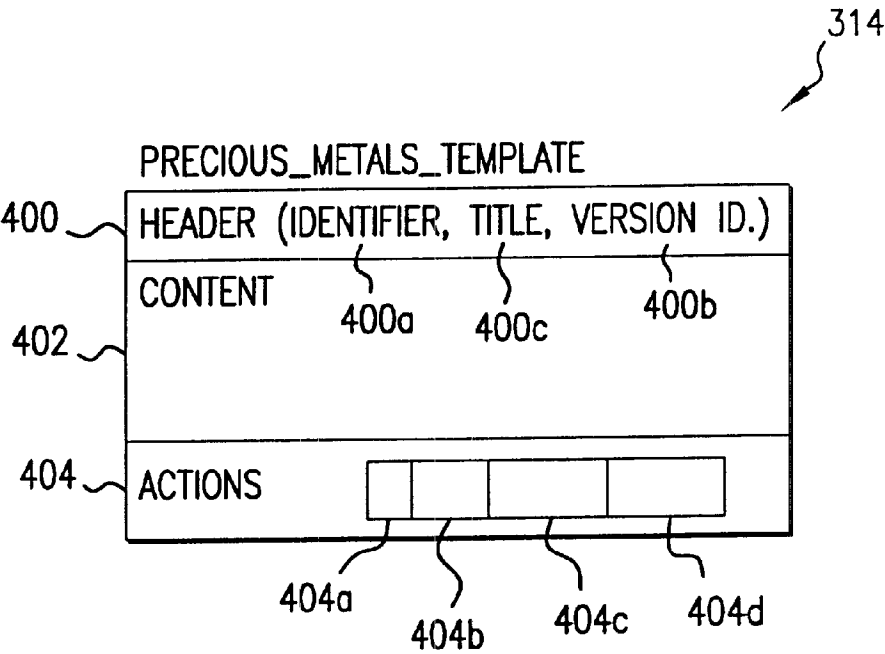 314
PRECIOUS_METALS_TEMPLATE
400 HEADER (IDENTIFIER, TITLE, VERSION ID.)
CONTENT 400a 400c 400b
402
404 ACTIONS
404a 404b 404c 404d